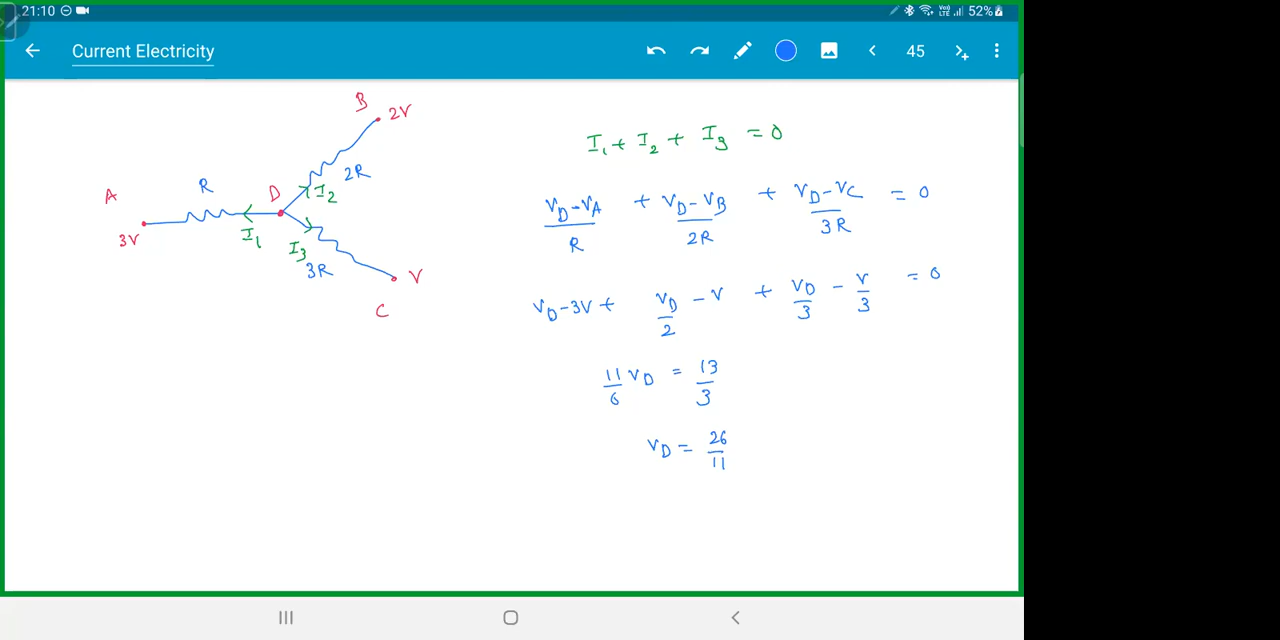 21:10 52%
Current Electricity 45
B
2V
2R
A
R
D
I2
3V
I1
I3
3R
V
C
I1 + I2 + I3 = 0
VD-VA/R + VD-VB/2R + VD-VC/3R = 0
VD-3V + VD/2 - V + VD/3 - V/3 = 0
11/6 VD = 13/3
VD = 26/11